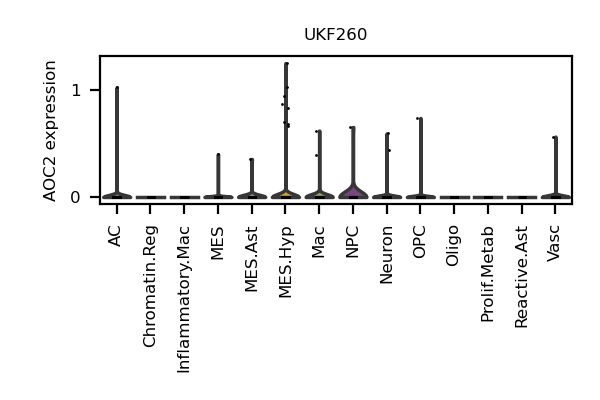 UKF260
AOC2 expression
1
0
AC
Chromatin.Reg
Inflammatory.Mac
MES
MES.Ast
MES.Hyp
Mac
NPC
Neuron
OPC
Oligo
Prolif.Metab
Reactive.Ast
Vasc